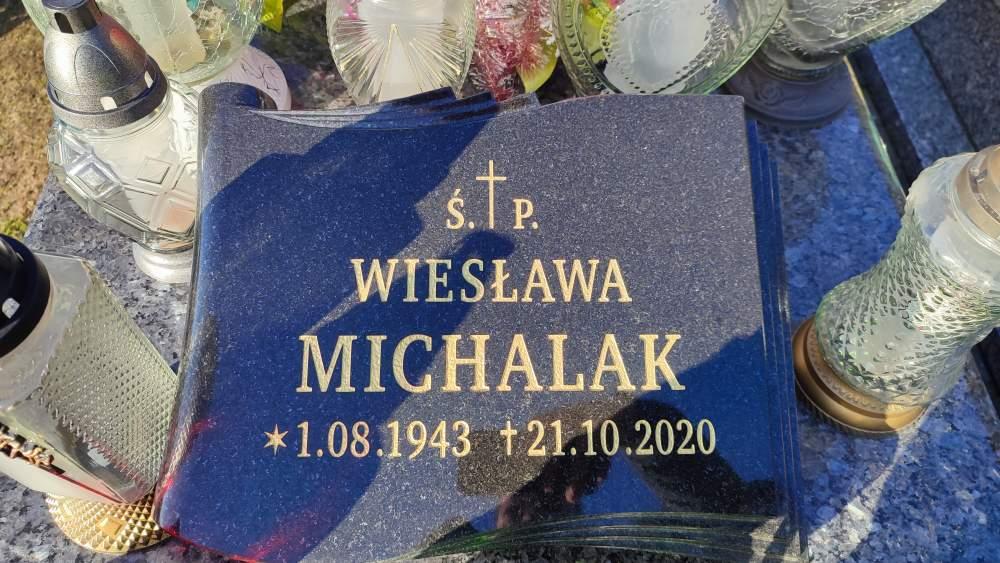 Ś.†P.
WIESŁAWA
MICHALAK
✶1.08.1943 †21.10.2020